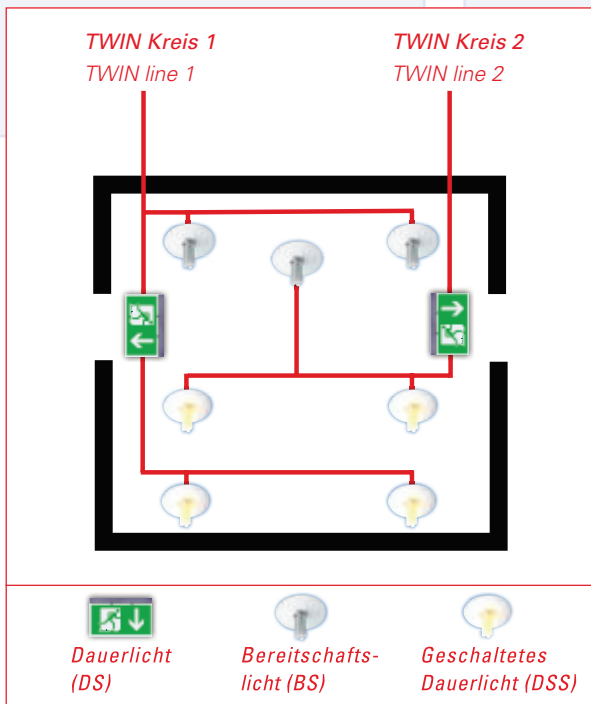 TWIN Kreis 1
TWIN line 1
TWIN Kreis 2
TWIN line 2
Dauerlicht
(DS)
Bereitschafts-
licht (BS)
Geschaltetes
Dauerlicht (DSS)